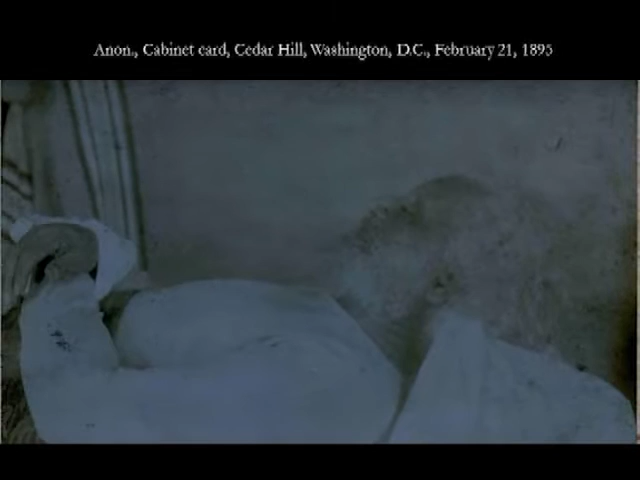 Anon., Cabinet card, Cedar Hill, Washington, D.C., February 21, 1895